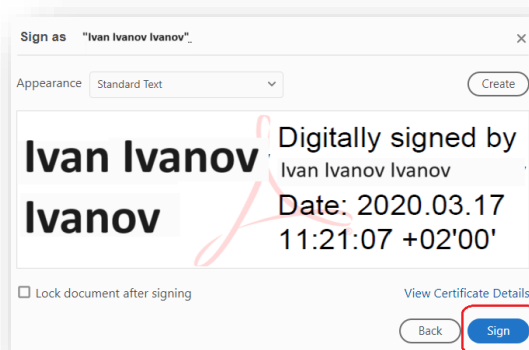 Sign as "Ivan Ivanov Ivanov"
Appearance Standard Text Create
Ivan Ivanov
Ivanov
Digitally signed by
Ivan Ivanov Ivanov
Date: 2020.03.17
11:21:07 +02'00'
Lock document after signing
View Certificate Details
Back Sign